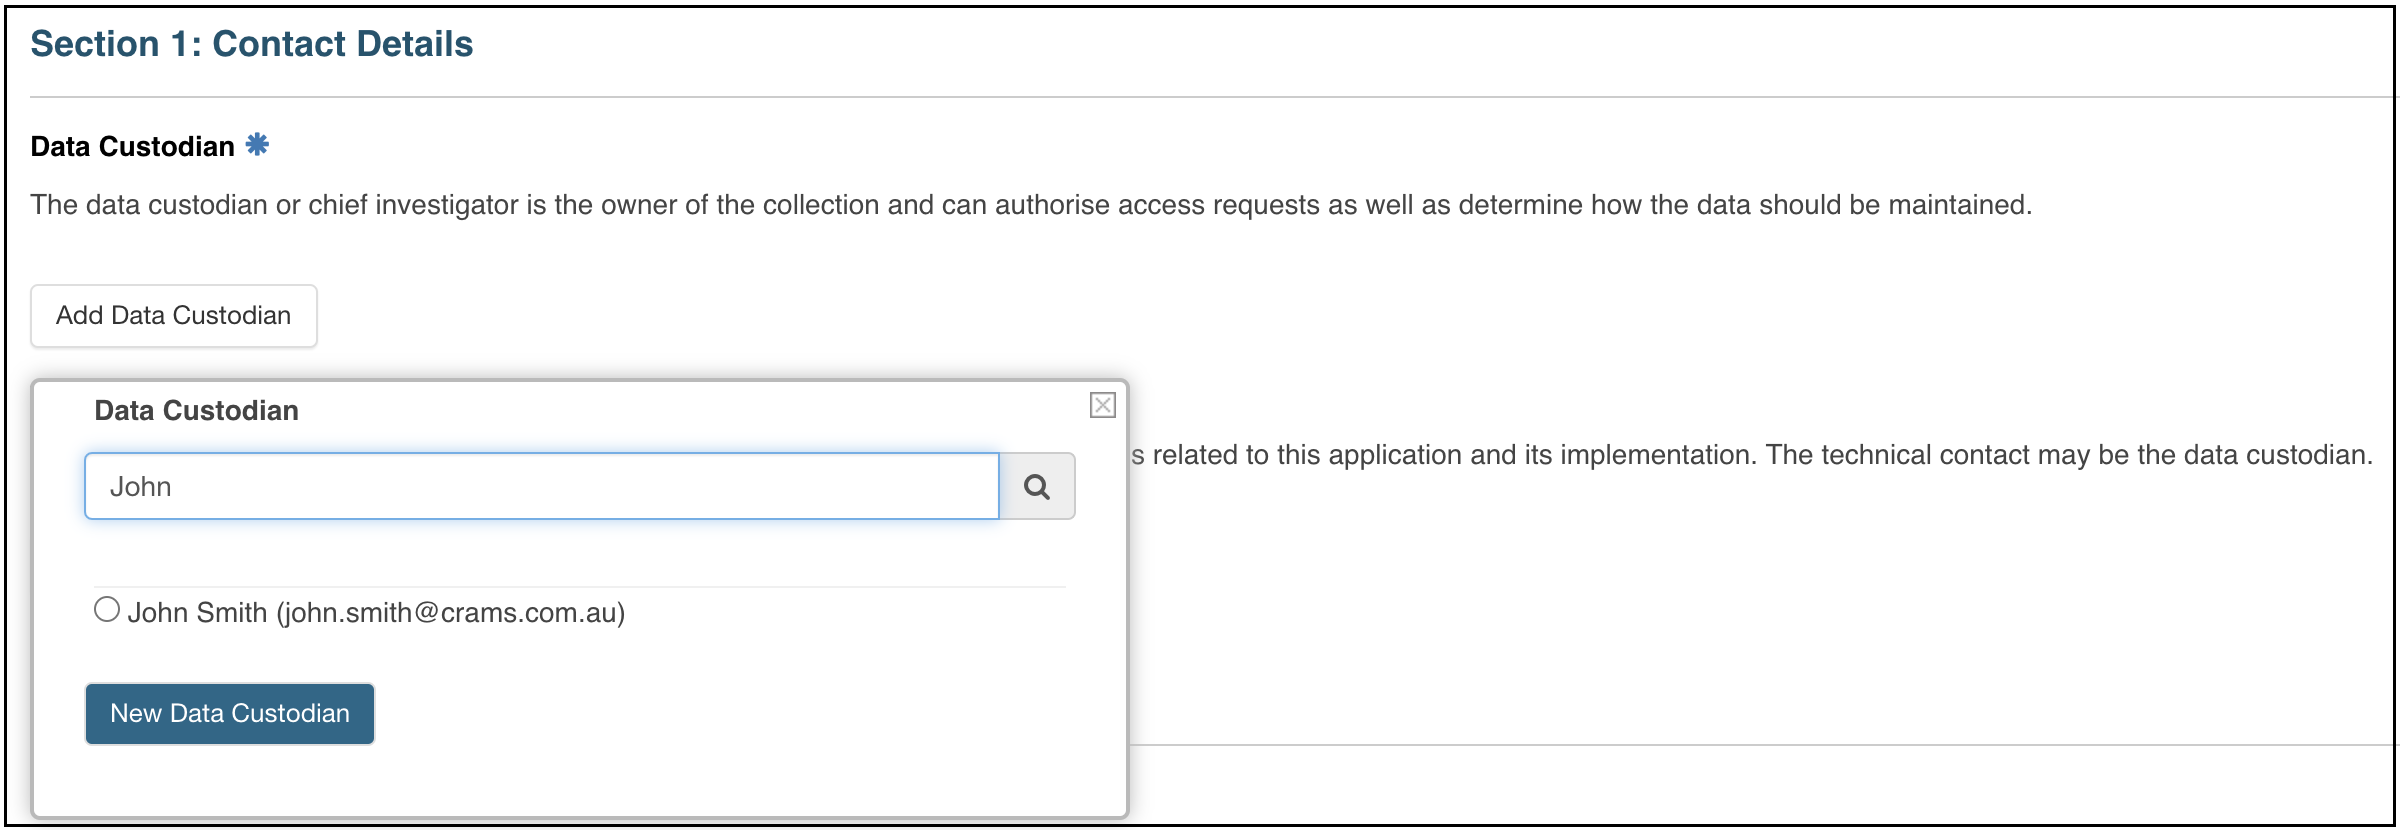 Section 1: Contact Details
Data Custodian *
The data custodian or chief investigator is the owner of the collection and can authorise access requests as well as determine how the data should be maintained.
Add Data Custodian
Data Custodian
s related to this application and its implementation. The technical contact may be the data custodian.
John
John Smith (john.smith@crams.com.au)
New Data Custodian